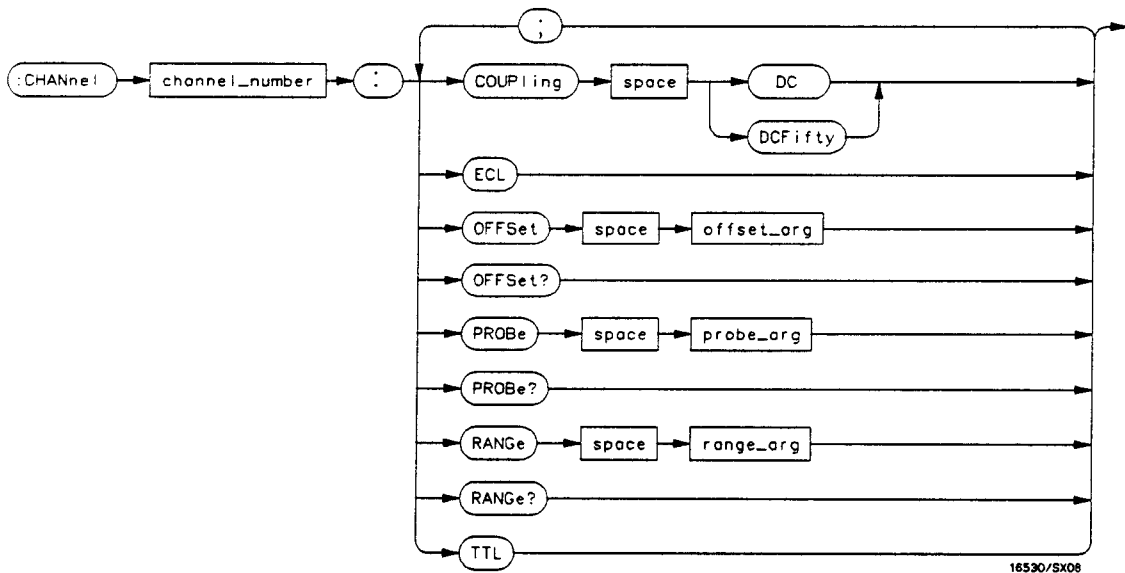 ;
:CHANnel channel_number : COUPling space DC
DCFifty
ECL
OFFSet space offset_arg
OFFSet?
PROBe space probe_arg
PROBe?
RANGe space range_arg
RANGe?
TTL
16530/SX08